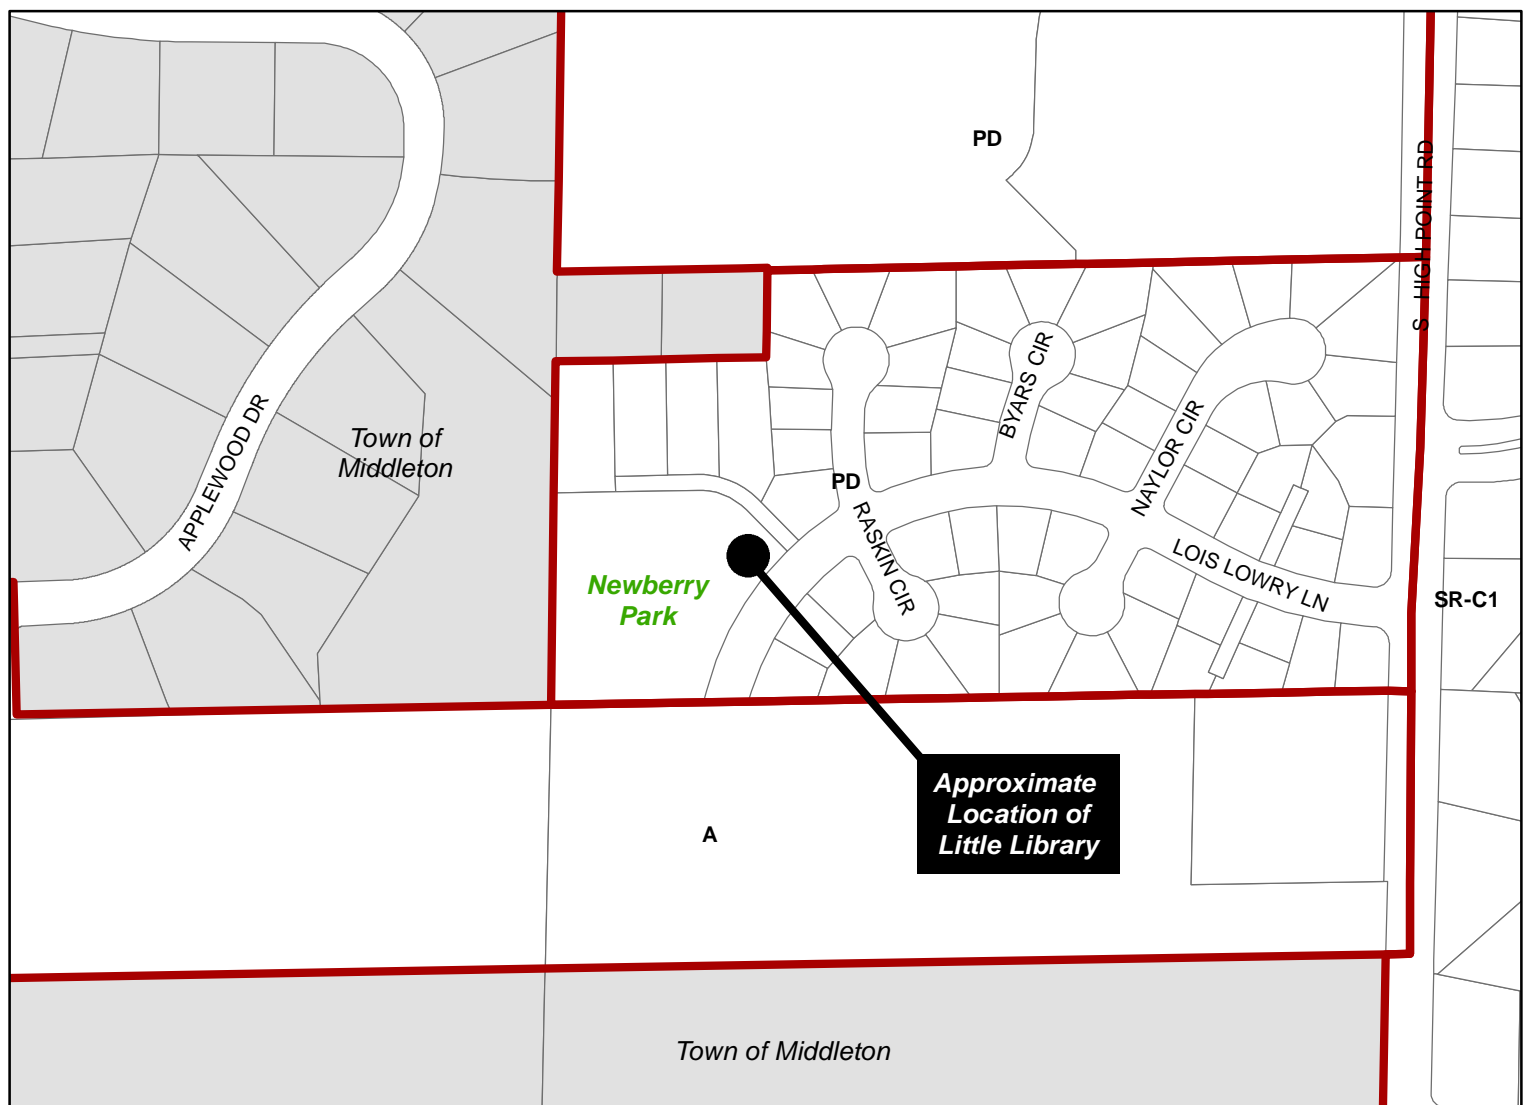 PD
S HIGH POINT RD
BYARS CIR
APPLEWOOD DR
Town of
Middleton
NAYLOR CIR
PD
RASKIN CIR
LOIS LOWRY LN
Newberry
Park
SR-C1
Approximate
Location of
Little Library
A
Town of Middleton